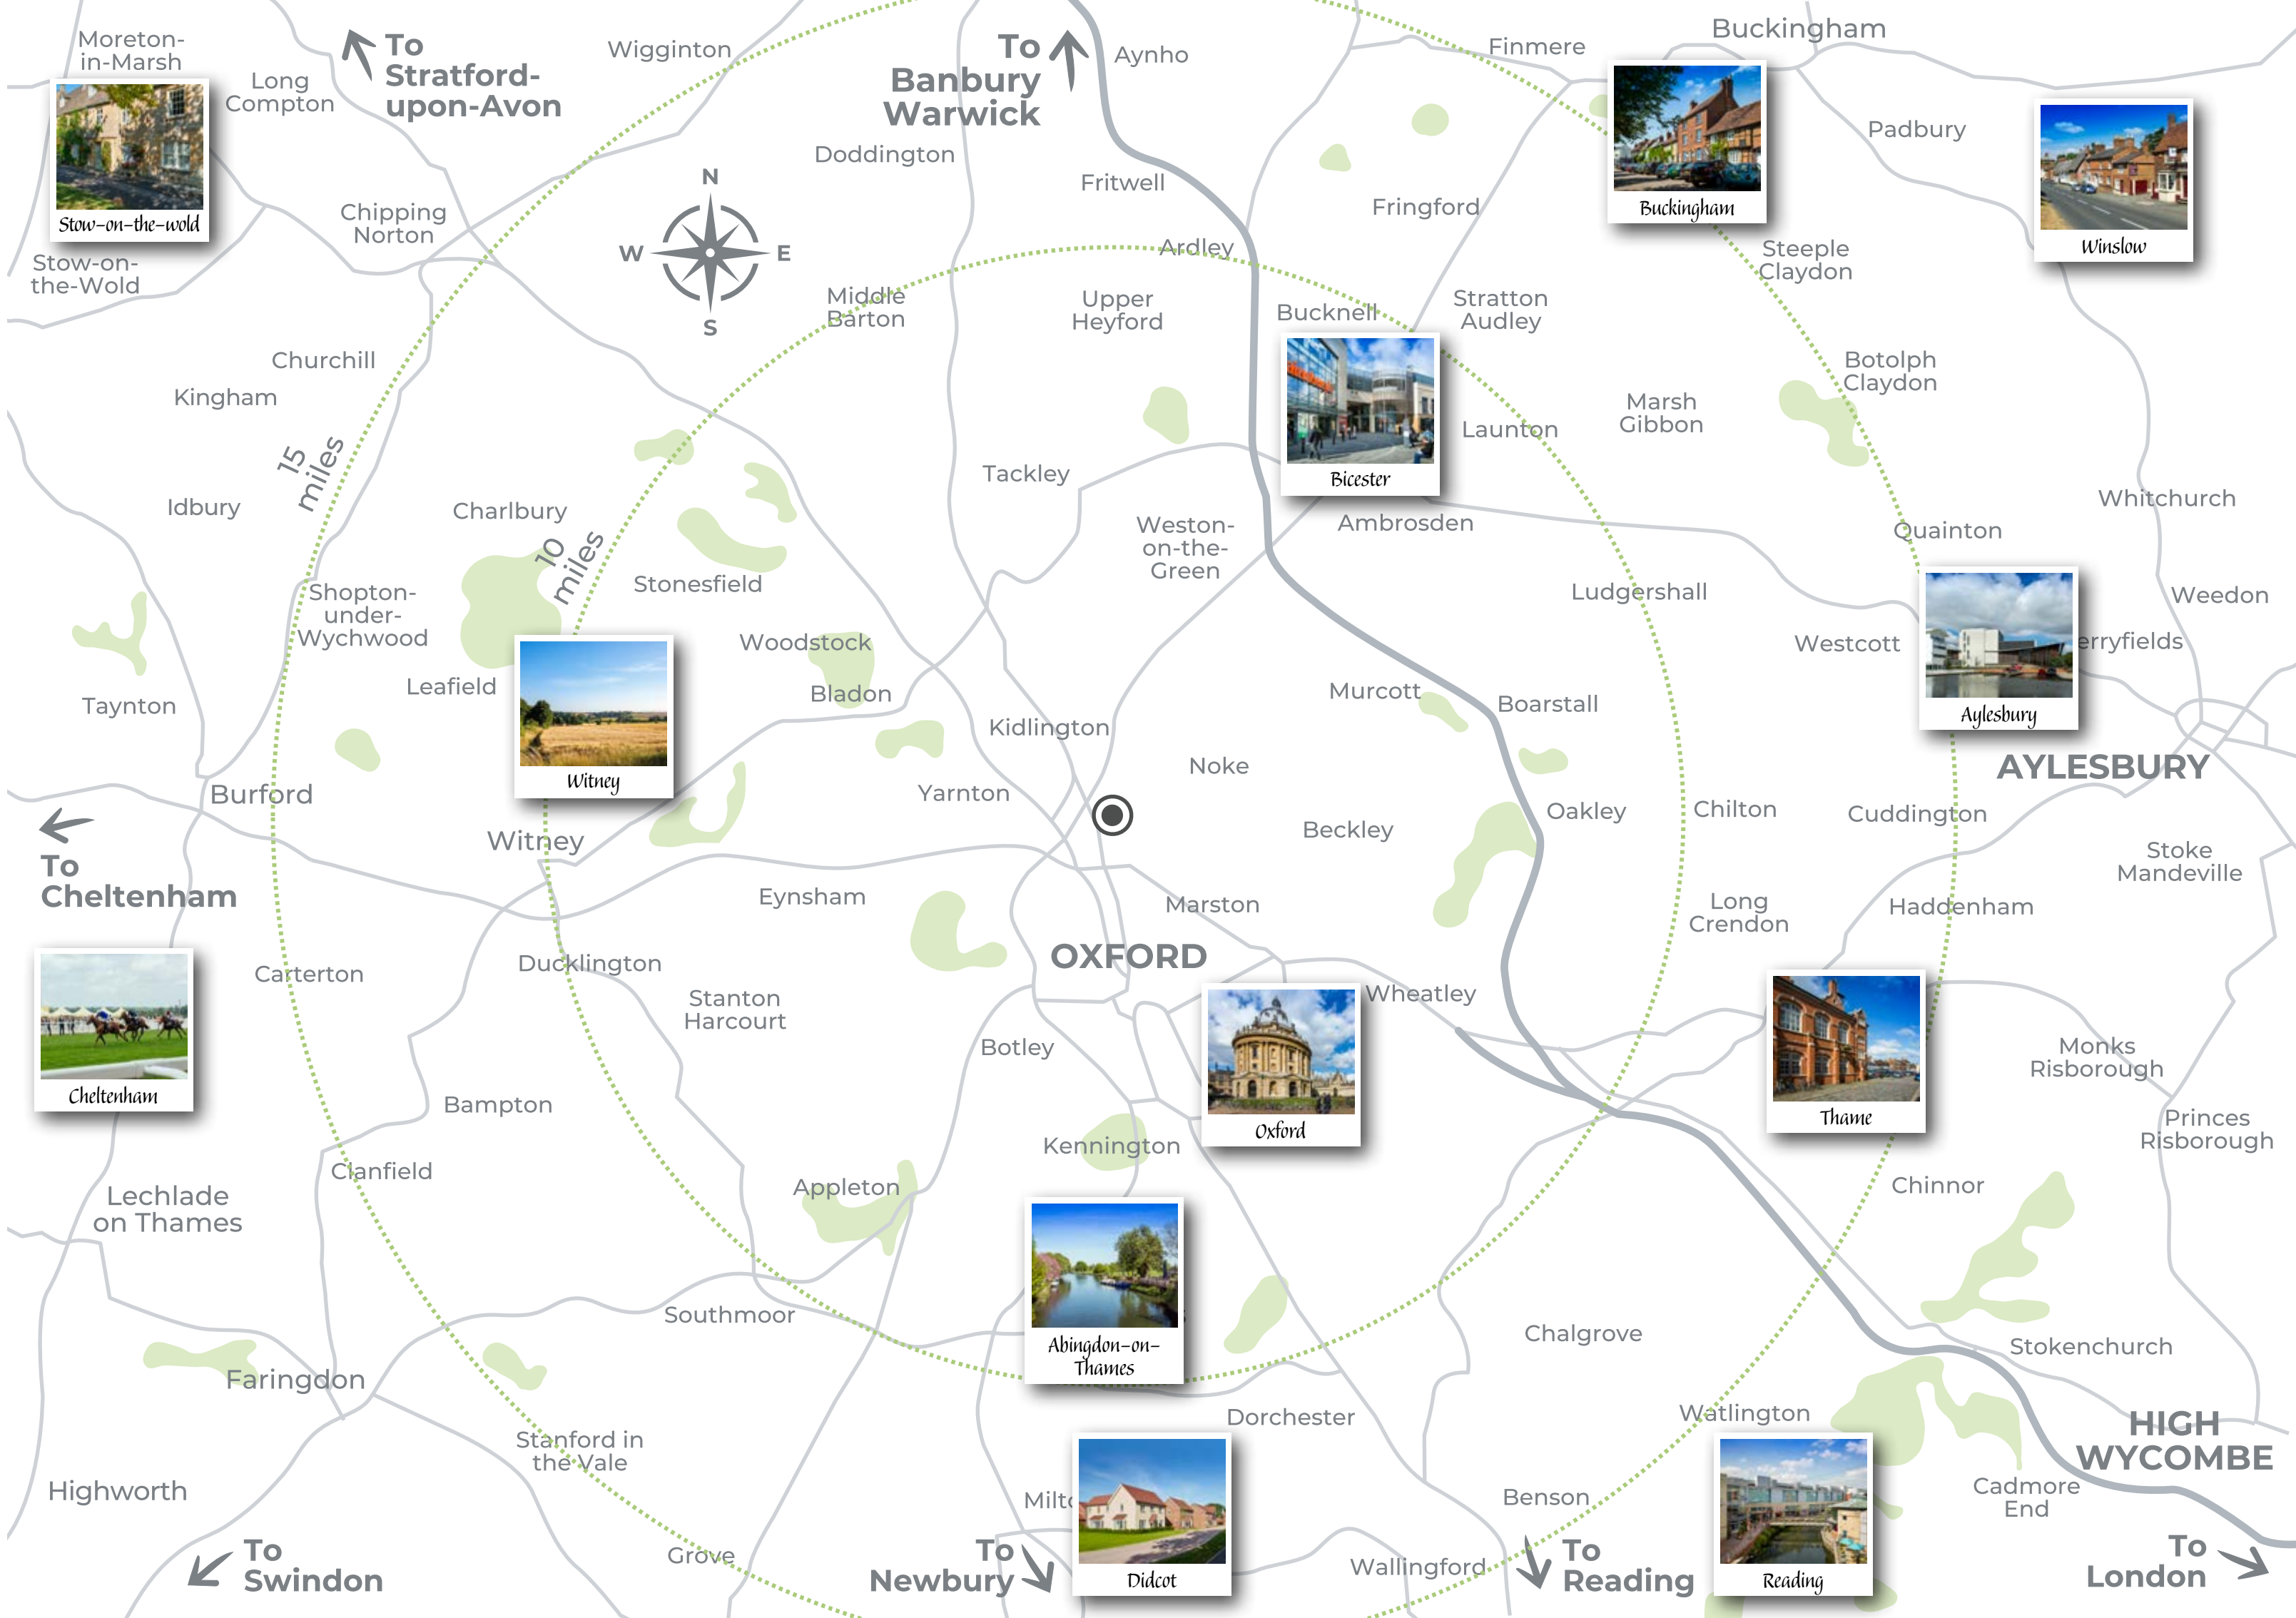 Moreton-
in-Marsh
Long
Compton
To
Stratford-
upon-Avon
Wigginton
To
Banbury
Warwick
Aynho
Finmere
Buckingham
Stow-on-the-wold
Doddington
Fritwell
Fringford
Buckingham
Padbury
Winslow
Stow-on-
the-Wold
Chipping
Norton
N
W
E
S
Ardley
Steeple
Claydon
Middle
Barton
Upper
Heyford
Bucknell
Stratton
Audley
Churchill
Kingham
Botolph
Claydon
Bicester
Launton
Marsh
Gibbon
15
miles
Idbury
Charlbury
10
miles
Tackley
Weston-
on-the-
Green
Ambrosden
Quainton
Whitchurch
Shopton-
under-
Wychwood
Stonesfield
Ludgershall
Weedon
Woodstock
Westcott
erryfields
Leafield
Bladon
Taynton
Witney
Kidlington
Murcott
Boarstall
Aylesbury
AYLESBURY
Burford
Yarnton
Noke
Beckley
Oakley
Chilton
Cuddington
To
Cheltenham
Witney
Eynsham
Marston
Long
Crendon
Haddenham
Stoke
Mandeville
OXFORD
Carterton
Ducklington
Stanton
Harcourt
Wheatley
Cheltenham
Botley
Oxford
Thame
Monks
Risborough
Bampton
Kennington
Princes
Risborough
Clanfield
Appleton
Chinnor
Lechlade
on Thames
Southmoor
Abingdon-on-
Thames
Chalgrove
Stokenchurch
Faringdon
Dorchester
Watlington
HIGH
WYCOMBE
Stanford in
the Vale
Highworth
Milto
Benson
Cadmore
End
To
Swindon
Grove
To
Newbury
Didcot
Wallingford
To
Reading
Reading
To
London